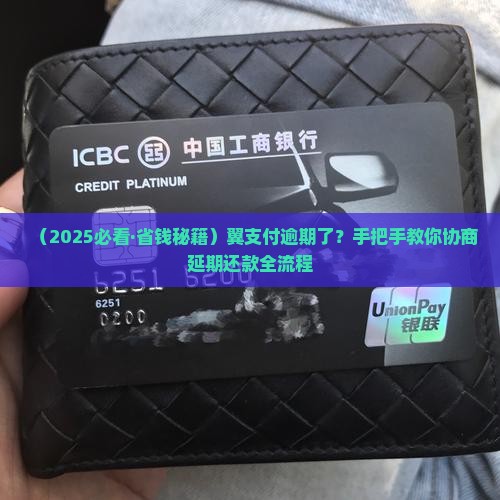 ICBC 中国工商银行
CREDIT PLATINUM
（2025必看·省钱秘籍）翼支付逾期了？手把手教你协商
延期还款全流程
6251 6200
6251
0200
UnionPay
银联